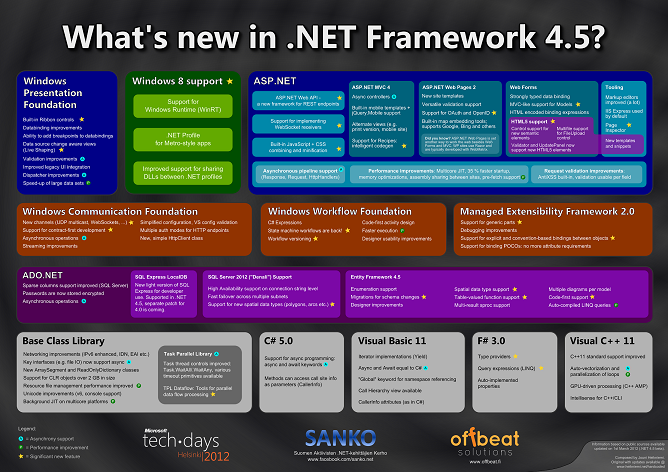 What's new in .NET Framework 4.5?
Windows
Presentation
Foundation
Built-in Ribbon controls
Databinding improvements
Ability to add breakpoints to databindings
Data source change aware views
(Live Shaping)
Validation improvements
Improved legacy UI integration
Dispatcher improvements
Speed-up of large data sets
Windows 8 support
Support for
Windows Runtime (WinRT)
.NET Profile
for Metro-style apps
Improved support for sharing
DLLs between .NET profiles
ASP.NET
ASP.NET Web API -
a new framework for REST endpoints
Support for implementing
WebSocket receivers
Built-in JavaScript + CSS
combining and minification
ASP.NET MVC 4
Async controllers
Built-in mobile templates +
jQuery.Mobile support
Alternate views (e.g.
print version, mobile site)
Support for Recipes:
intelligent codegen
ASP.NET Web Pages 2
New site templates
Versatile validation support
Support for OAuth and OpenID
Built-in map embedding tools;
supports Google, Bing and others
Web Forms
Strongly typed data binding
MVC-like support for Models
HTML encoded binding expressions
HTML5 support
Control support for
new semantic
elements
Multifile support
for FileUpload
control
Validator and UpdatePanel now
support new HTML5 elements
Tooling
Markup editors
improved (a lot)
IIS Express used
by default
Page
Inspector
New templates
and snippets
Asynchronous pipeline support
(Response, Request, HttpHandlers)
Performance improvements: Multicore JIT, 35 % faster startup,
memory optimizations, assembly sharing between sites, pre-fetch support
Request validation improvements:
AntiXSS built-in, validation usable per field
Windows Communication Foundation
New channels (UDP multicast, WebSockets, ...)
Support for contract-first development
Asynchronous operations
Streaming improvements
Simplified configuration, VS config validation
Multiple auth modes for HTTP endpoints
New, simple HttpClient class
Windows Workflow Foundation
C# Expressions
State machine workflows are back!
Workflow versioning
Code-first activity design
Faster execution
Designer usability improvements
Managed Extensibility Framework 2.0
Support for generic parts
Debugging improvements
Support for explicit and convention-based bindings between objects
Support for binding POCOs: no more attribute requirements
ADO.NET
Sparse columns support improved (SQL Server)
Passwords are now stored encrypted
Asynchronous operations
SQL Express LocalDB
New light version of SQL
Express for developer
use. Supported in .NET
4.5, separate patch for
4.0 is coming.
SQL Server 2012 ("Denali") Support
High Availability support on connection string level
Fast failover across multiple subnets
Support for new spatial data types (polygons, arcs etc.)
Entity Framework 4.5
Enumeration support
Migrations for schema changes
Designer improvements
Spatial data type support
Table-valued function support
Multi-result sproc support
Multiple diagrams per model
Code-first support
Auto-compiled LINQ queries
Base Class Library
Networking improvements (IPv6 enhanced, IDN, EAI etc.)
Key interfaces (e.g. file IO) now support async
New ArraySegment and ReadOnlyDictionary classes
Support for CLR objects over 2 GB in size
Resource file management performance improved
Unicode improvements (v6, console support)
Background JIT on multicore platforms
Task Parallel Library
Task thread controls improved:
Task.WaitAll/WaitAny, various
timeout primitives available
TPL Dataflow: Tools for parallel
data flow processing
C# 5.0
Support for async programming:
async and await keywords
Methods can access call site info
as parameters (CallerInfo)
Visual Basic 11
Iterator implementations (Yield)
Async and Await equal to C#
"Global" keyword for namespace referencing
Call Hierarchy view available
CallerInfo attributes (as in C#)
F# 3.0
Type providers
Query expressions (LINQ)
Auto-implemented
properties
Visual C++ 11
C++11 standard support improved
Auto-vectorization and
parallelization of loops
GPU-driven processing (C++ AMP)
Intellisense for C++/CLI
Legend:
A = Asynchrony support
P = Performance improvement
= Significant new feature
Microsoft
tech•days
Helsinki|2012
SANKO
Suomen Aktiivisten .NET-kehittäjien Kerho
www.facebook.com/sanko.net
offbeat
solutions
www.offbeat.fi